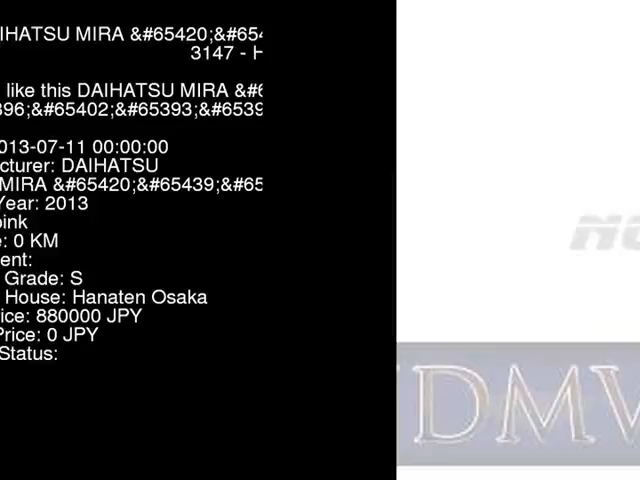 IHATSU MIRA &#65420;&#654
3147 - H
like this DAIHATSU MIRA &#6
396;&#65402;&#65393;&#6539
013-07-11 00:00:00
cturer: DAIHATSU
MIRA &#65420;&#65439;&#65
Year: 2013
pink
e: 0 KM
ent:
Grade: S
House: Hanaten Osaka
ice: 880000 JPY
Price: 0 JPY
Status:
NO
DMV